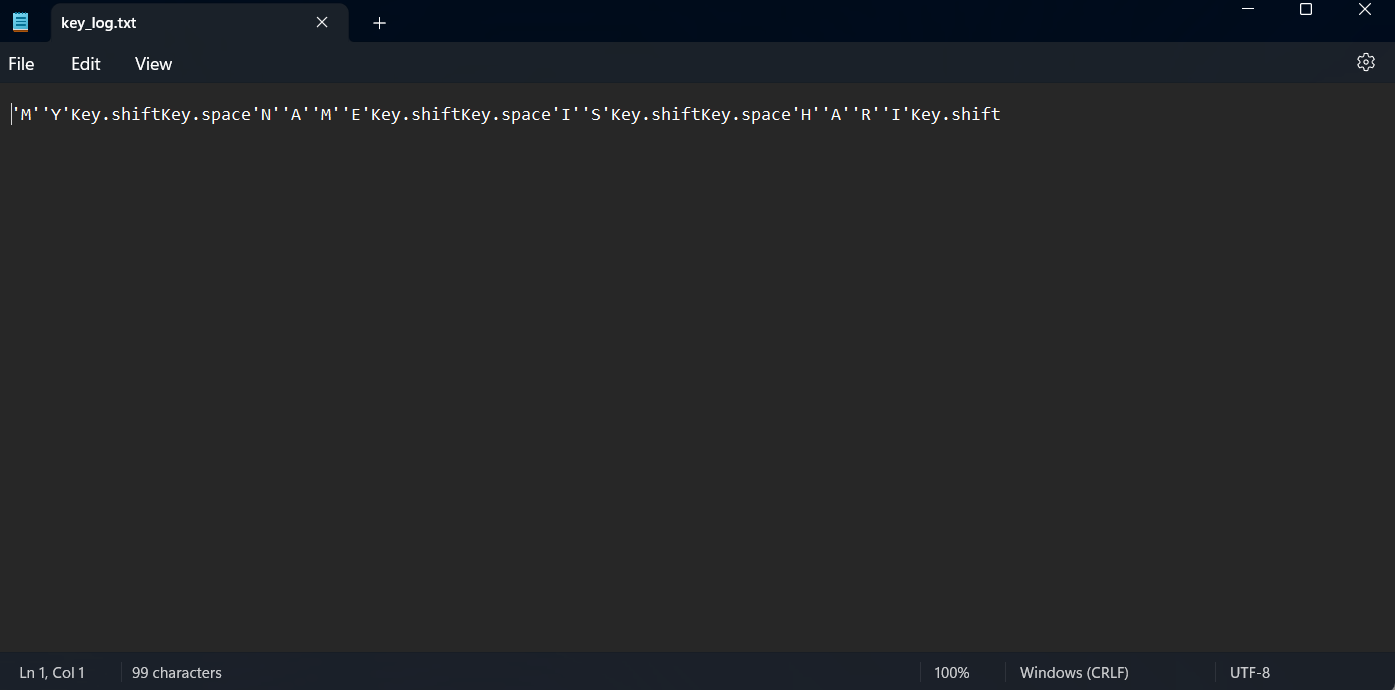 key_log.txt
File Edit View
'M''Y'Key.shiftKey.space'N''A''M''E'Key.shiftKey.space'I''S'Key.shiftKey.space'H''A''R''I'Key.shift
Ln 1, Col 1 99 characters 100% Windows (CRLF) UTF-8